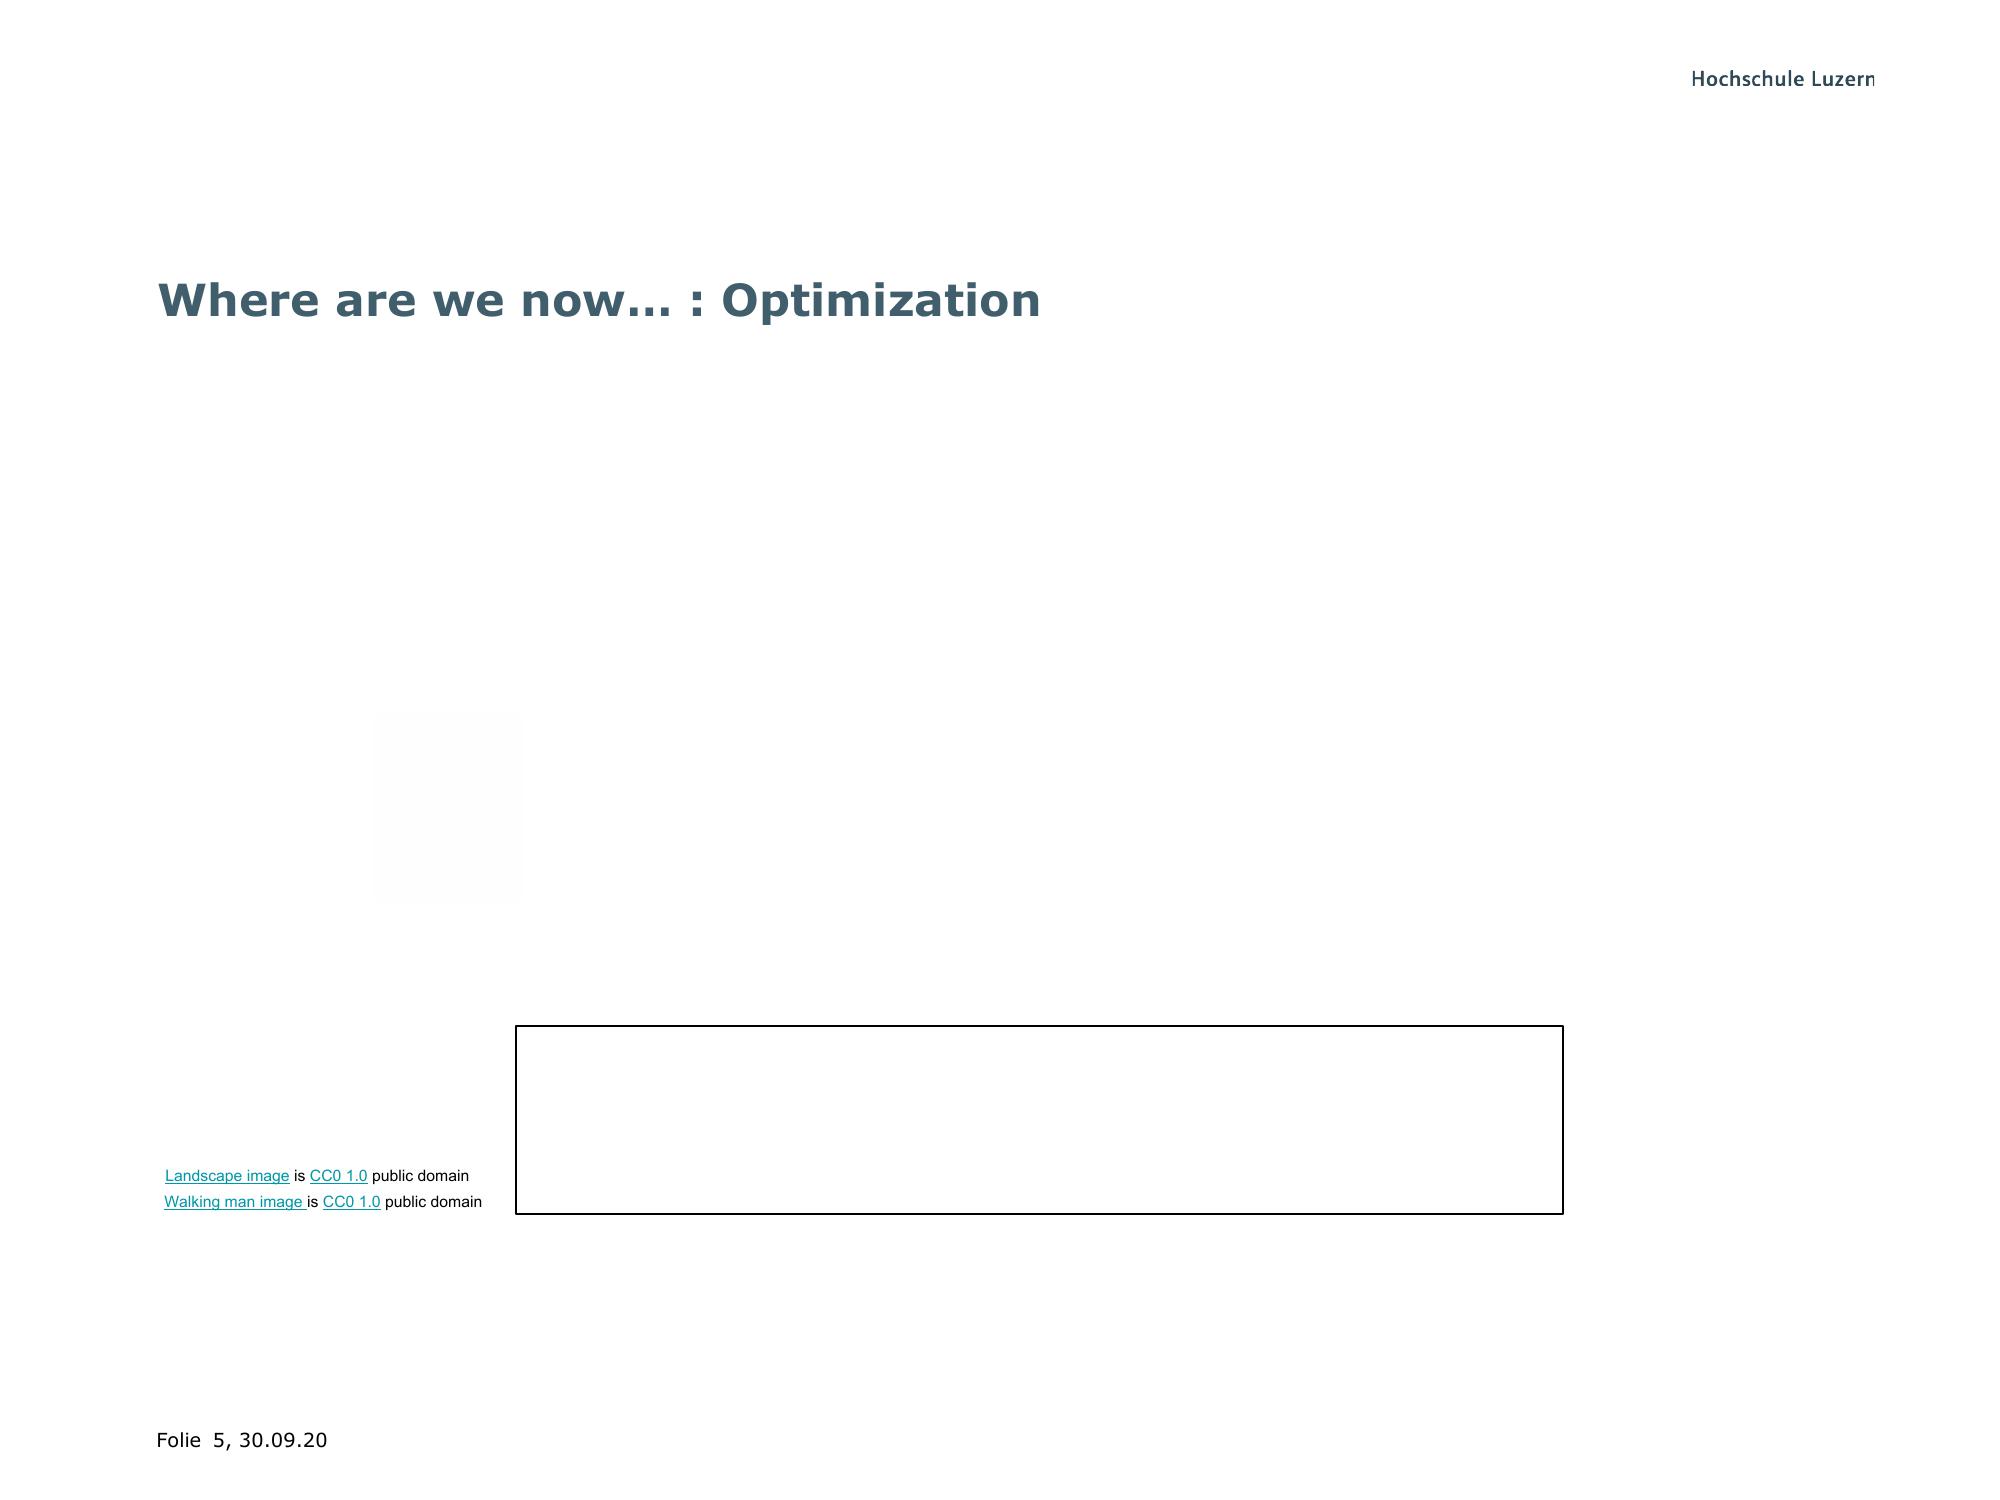 Hochschule Luzern
Where are we now... : Optimization
Landscape image is CC0 1.0 public domain
Walking man image is CC0 1.0 public domain
Folie 5, 30.09.20